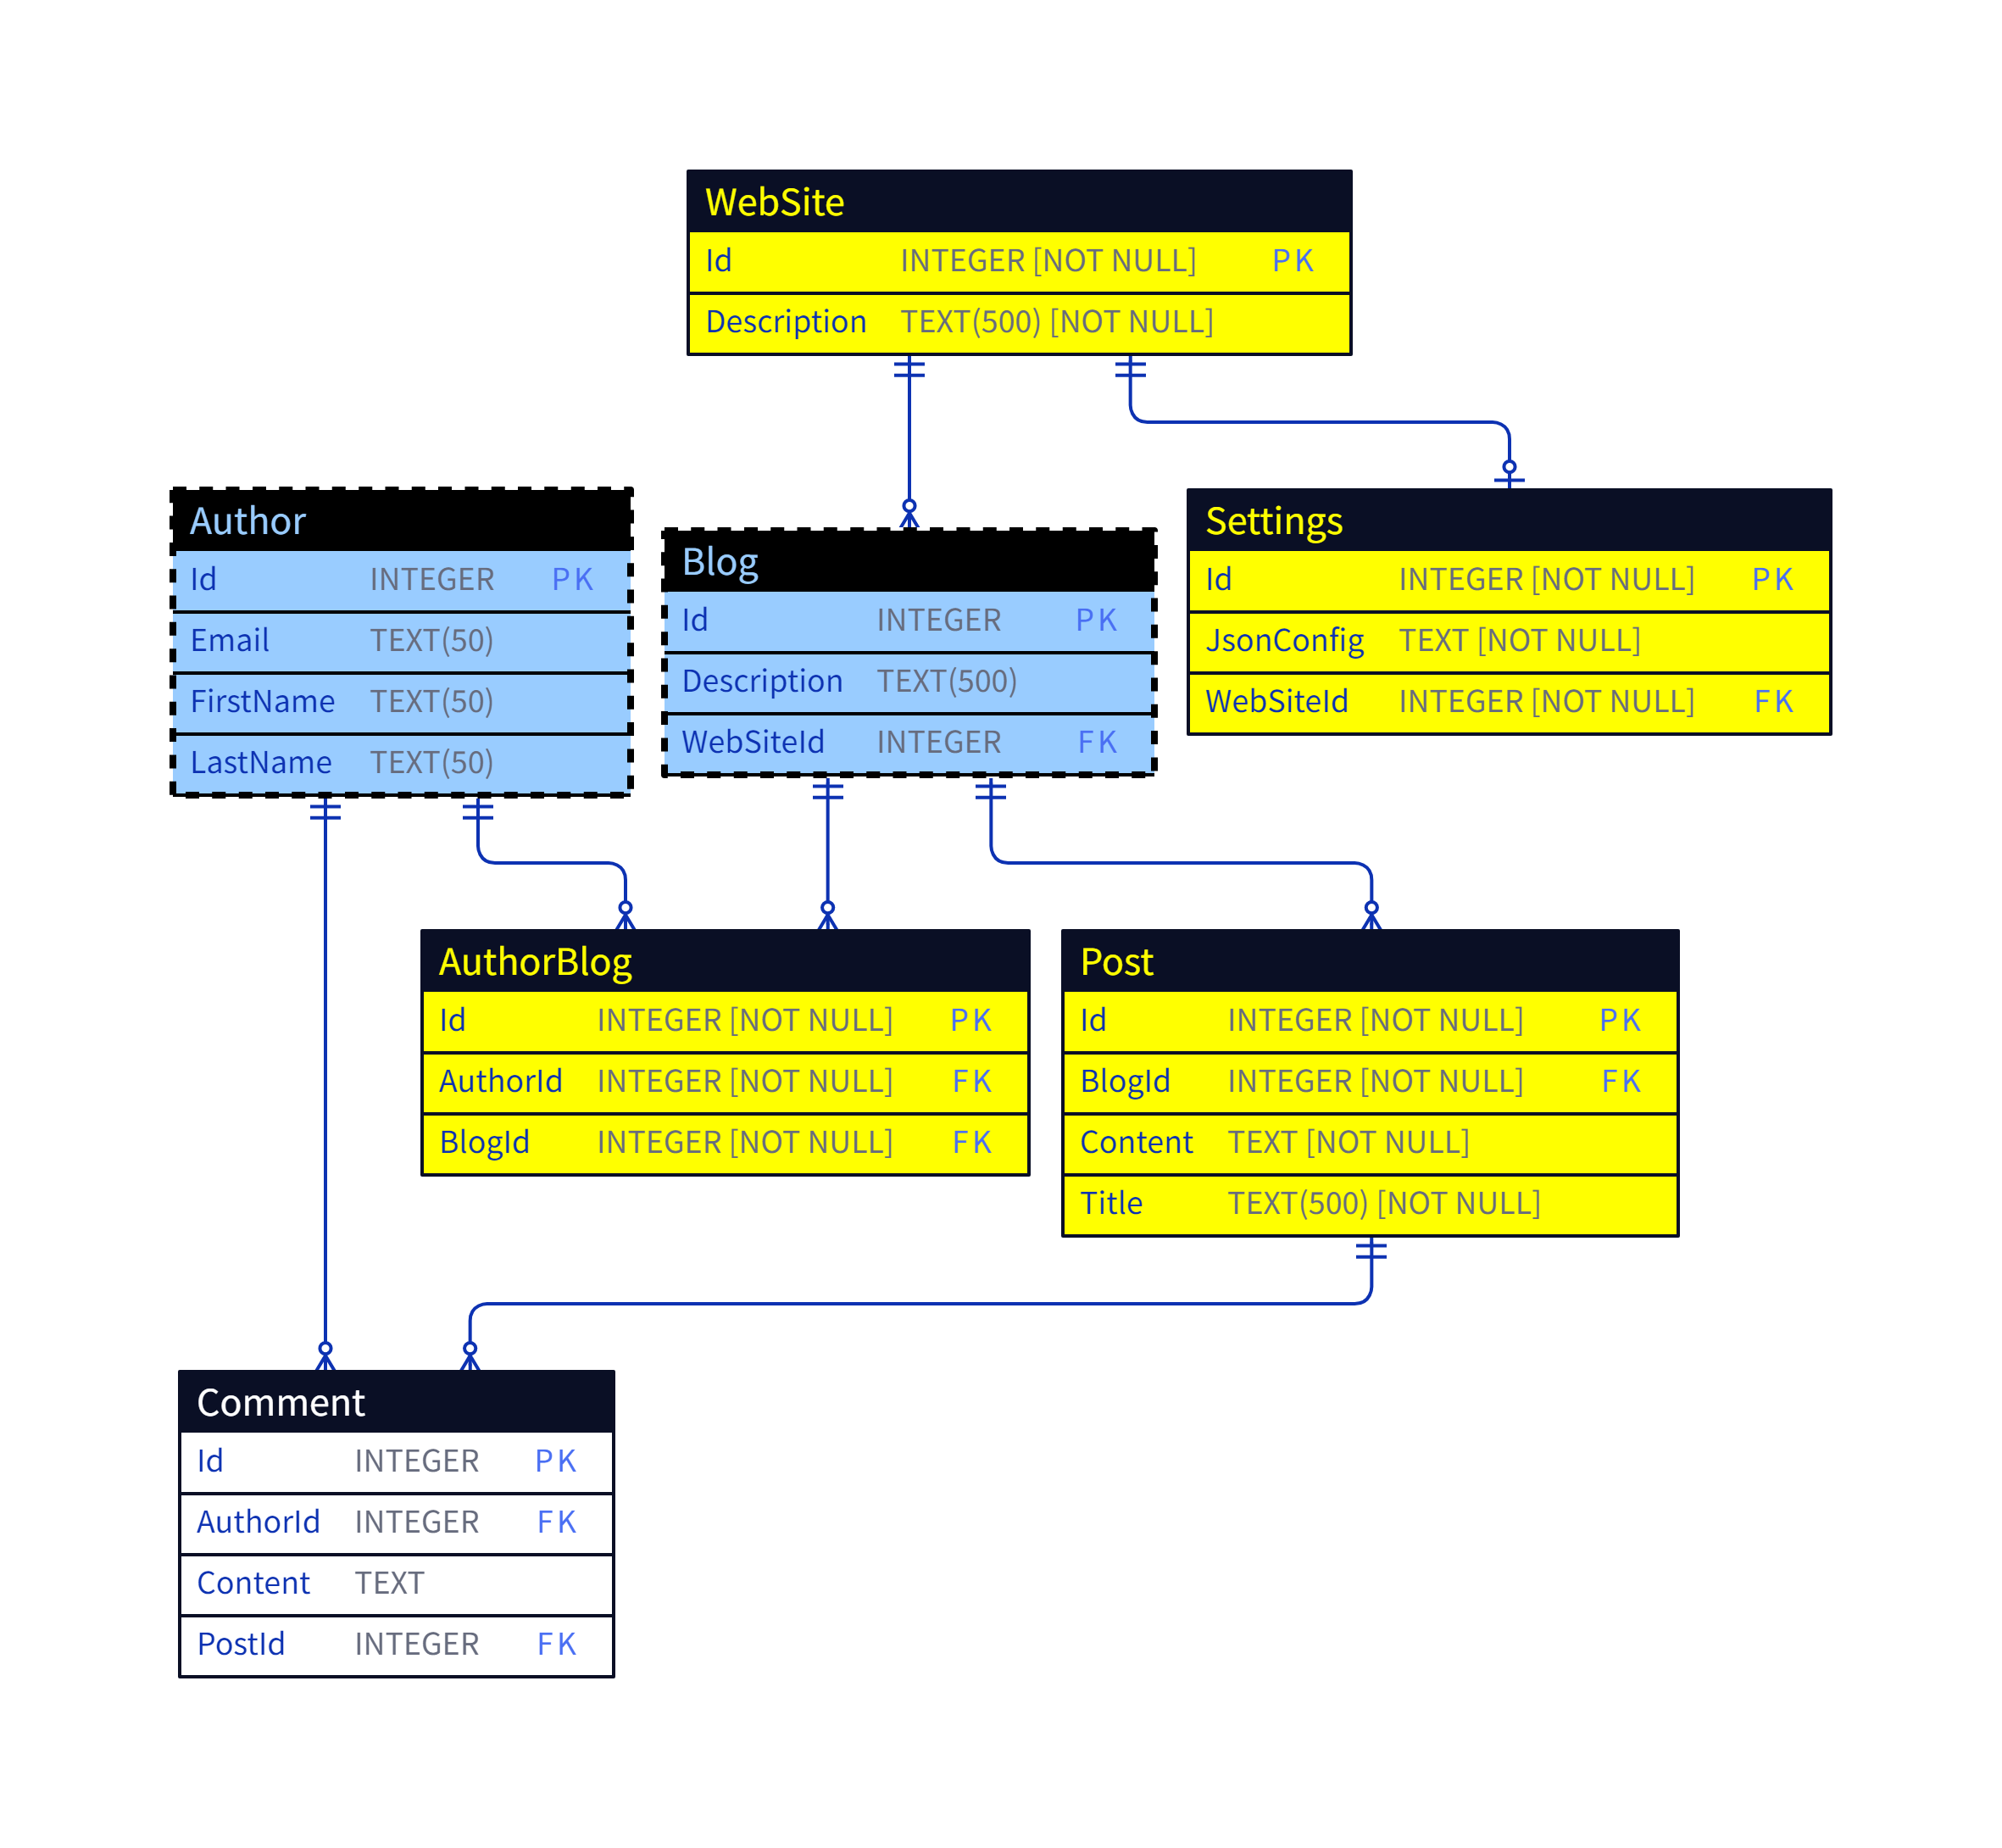 WebSite
Id INTEGER [NOT NULL] PK
Description TEXT(500) [NOT NULL]
Author
Id INTEGER PK
Email TEXT(50)
FirstName TEXT(50)
LastName TEXT(50)
Blog
Id INTEGER PK
Description TEXT(500)
WebSiteId INTEGER FK
Settings
Id INTEGER [NOT NULL] PK
JsonConfig TEXT [NOT NULL]
WebSiteId INTEGER [NOT NULL] FK
AuthorBlog
Id INTEGER [NOT NULL] PK
AuthorId INTEGER [NOT NULL] FK
BlogId INTEGER [NOT NULL] FK
Post
Id INTEGER [NOT NULL] PK
BlogId INTEGER [NOT NULL] FK
Content TEXT [NOT NULL]
Title TEXT(500) [NOT NULL]
Comment
Id INTEGER PK
AuthorId INTEGER FK
Content TEXT
PostId INTEGER FK